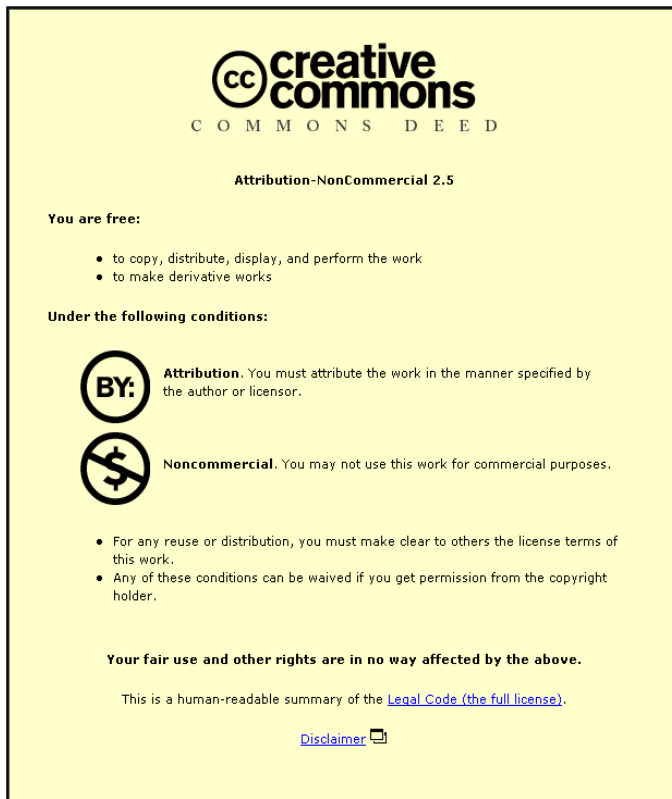 cc creative
commons
COMMONS DEED
Attribution-NonCommercial 2.5
You are free:
• to copy, distribute, display, and perform the work
• to make derivative works
Under the following conditions:
BY:
Attribution. You must attribute the work in the manner specified by
the author or licensor.
$
Noncommercial. You may not use this work for commercial purposes.
• For any reuse or distribution, you must make clear to others the license terms of
this work.
• Any of these conditions can be waived if you get permission from the copyright
holder.
Your fair use and other rights are in no way affected by the above.
This is a human-readable summary of the Legal Code (the full license).
Disclaimer